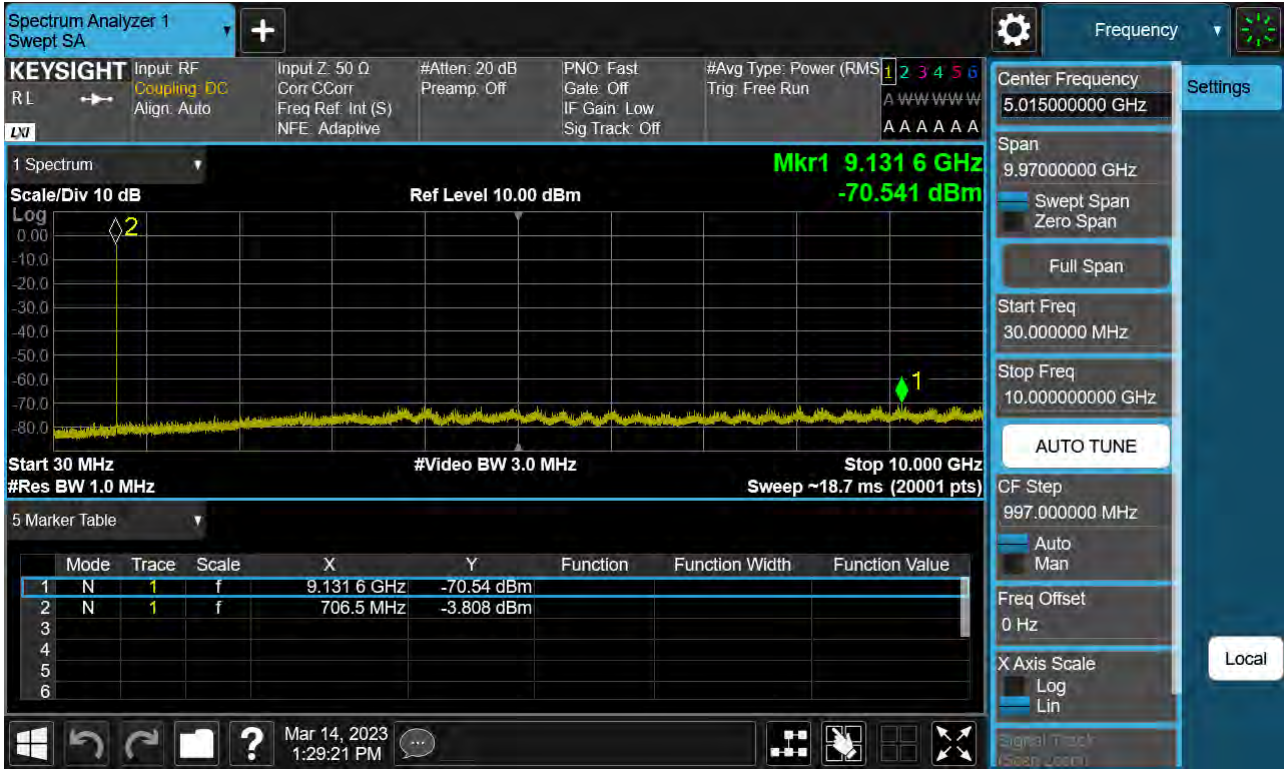 Spectrum Analyzer 1
Swept SA
+
Frequency
KEYSIGHT
RL
LXI
Input: RF
Coupling: DC
Align: Auto
Input Z: 50 Ω
Corr CCorr
Freq Ref: Int (S)
NFE: Adaptive
#Atten: 20 dB
Preamp: Off
PNO: Fast
Gate: Off
IF Gain: Low
Sig Track: Off
#Avg Type: Power (RMS
Trig: Free Run
1 2 3 4 5 6
A W W W W W
A A A A A A
1 Spectrum
Mkr1 9.131 6 GHz
-70.541 dBm
Scale/Div 10 dB
Ref Level 10.00 dBm
Log
0.00
-10.0
-20.0
-30.0
-40.0
-50.0
-60.0
-70.0
-80.0
2
1
Start 30 MHz
#Video BW 3.0 MHz
Stop 10.000 GHz
#Res BW 1.0 MHz
Sweep ~18.7 ms (20001 pts)
5 Marker Table
Mode Trace Scale X Y Function Function Width Function Value
1 N 1 f 9.131 6 GHz -70.54 dBm
2 N 1 f 706.5 MHz -3.808 dBm
3
4
5
6
Center Frequency
5.015000000 GHz
Settings
Span
9.97000000 GHz
Swept Span
Zero Span
Full Span
Start Freq
30.000000 MHz
Stop Freq
10.000000000 GHz
AUTO TUNE
CF Step
997.000000 MHz
Auto
Man
Freq Offset
0 Hz
X Axis Scale
Log
Lin
Signal Track
(Span Zoom)
Local
?
Mar 14, 2023
1:29:21 PM